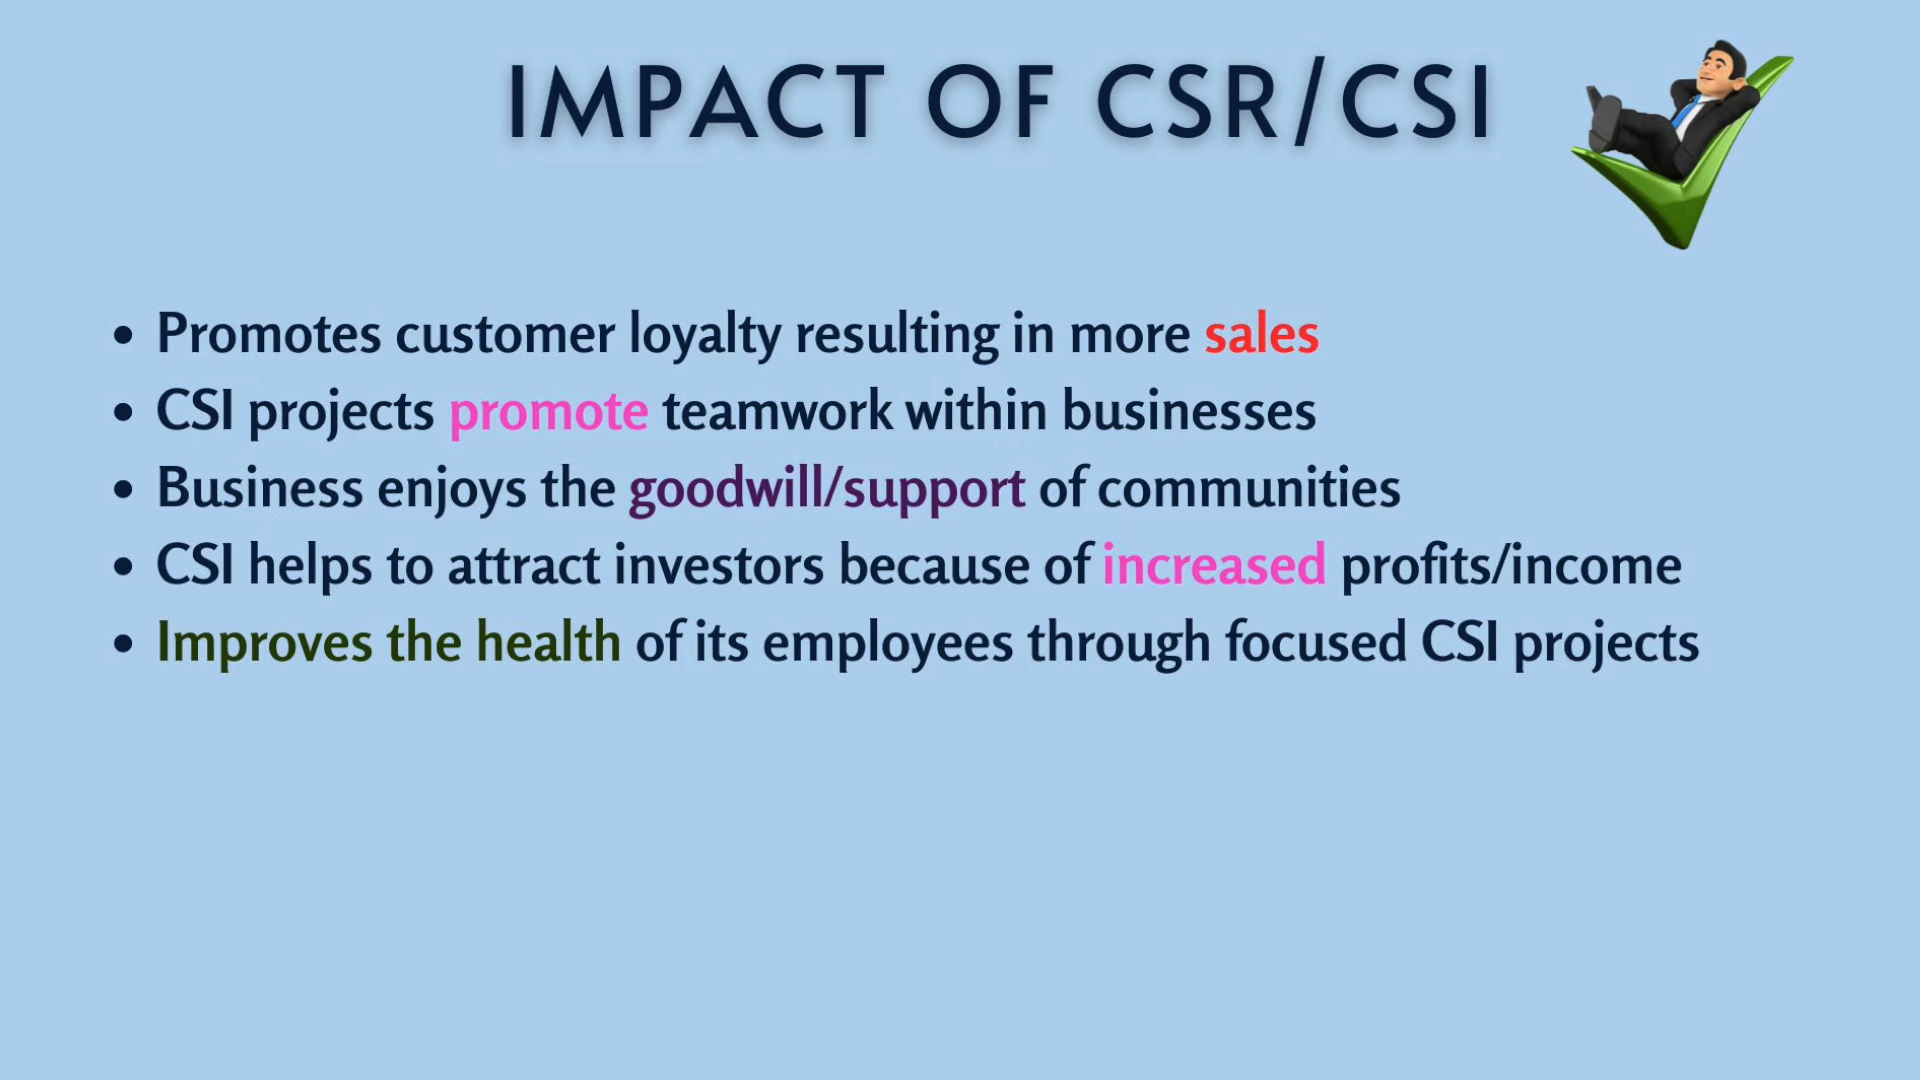 IMPACT OF CSR/CSI
• Promotes customer loyalty resulting in more sales
• CSI projects promote teamwork within businesses
• Business enjoys the goodwill/support of communities
• CSI helps to attract investors because of increased profits/income
• Improves the health of its employees through focused CSI projects